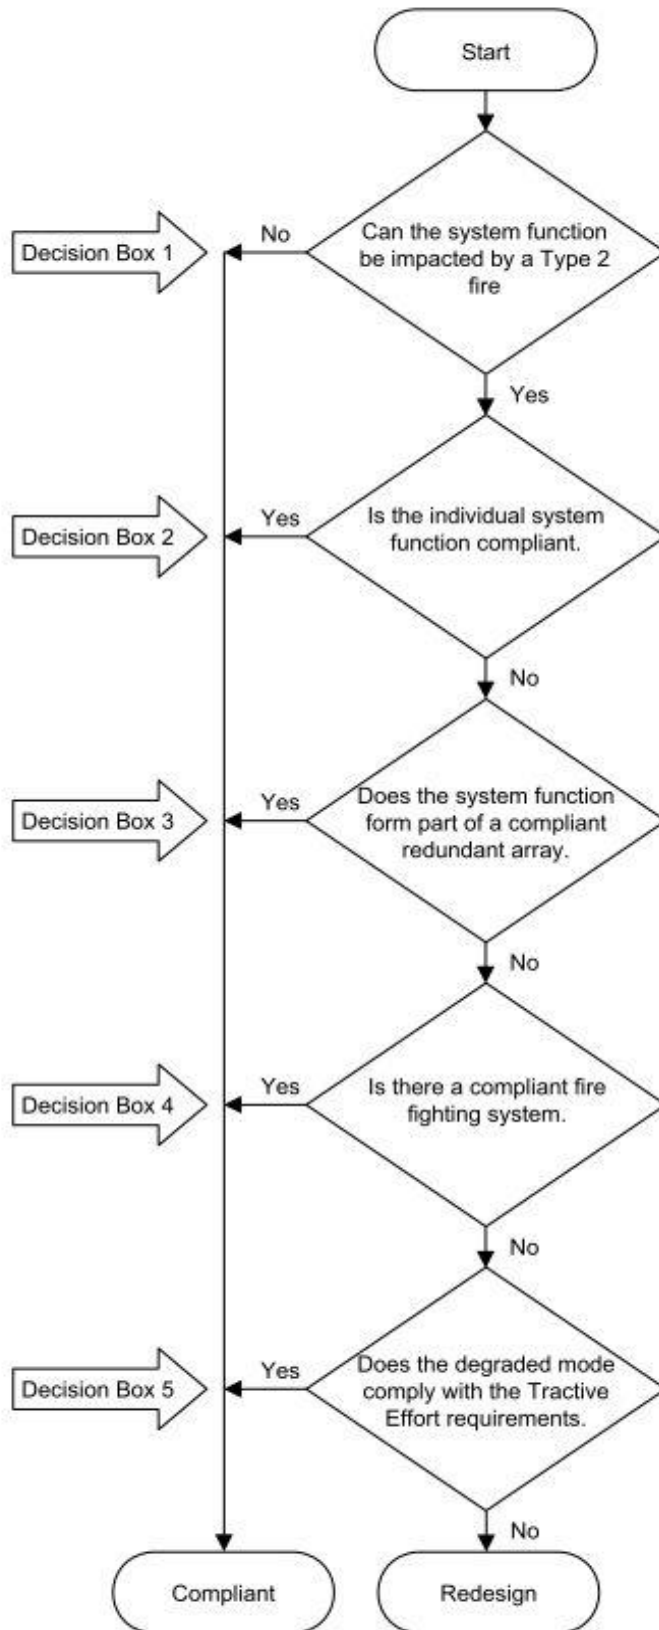 Start
Decision Box 1
No
Can the system function
be impacted by a Type 2
fire
Yes
Decision Box 2
Yes
Is the individual system
function compliant.
No
Decision Box 3
Yes
Does the system function
form part of a compliant
redundant array.
No
Decision Box 4
Yes
Is there a compliant fire
fighting system.
No
Decision Box 5
Yes
Does the degraded mode
comply with the Tractive
Effort requirements.
No
Compliant
Redesign